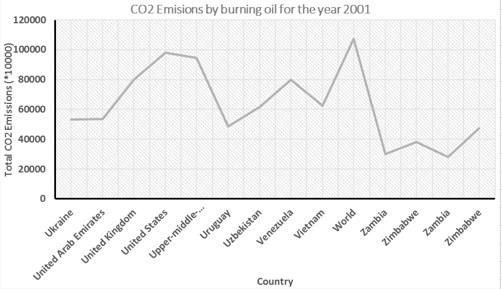 CO2 Emisions by burning oil for the year 2001
Total CO2 Emissions (*10000)
120000
100000
80000
60000
40000
20000
0
Ukraine
United Arab Emirates
United Kingdom
United States
Upper-middle-...
Uruguay
Uzbekistan
Venezuela
Vietnam
World
Zambia
Zimbabwe
Zambia
Zimbabwe
Country